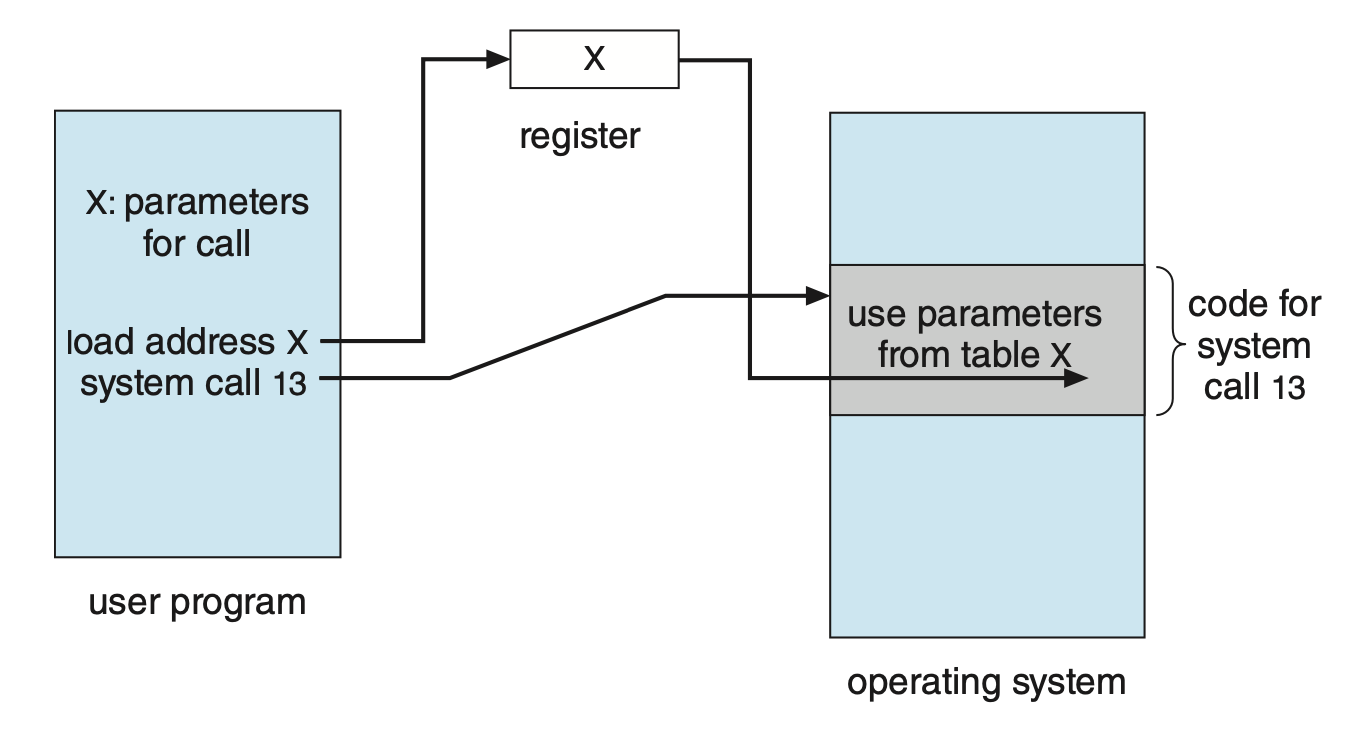 X
register
X: parameters
for call
load address X
system call 13
user program
use parameters
from table X
code for
system
call 13
operating system